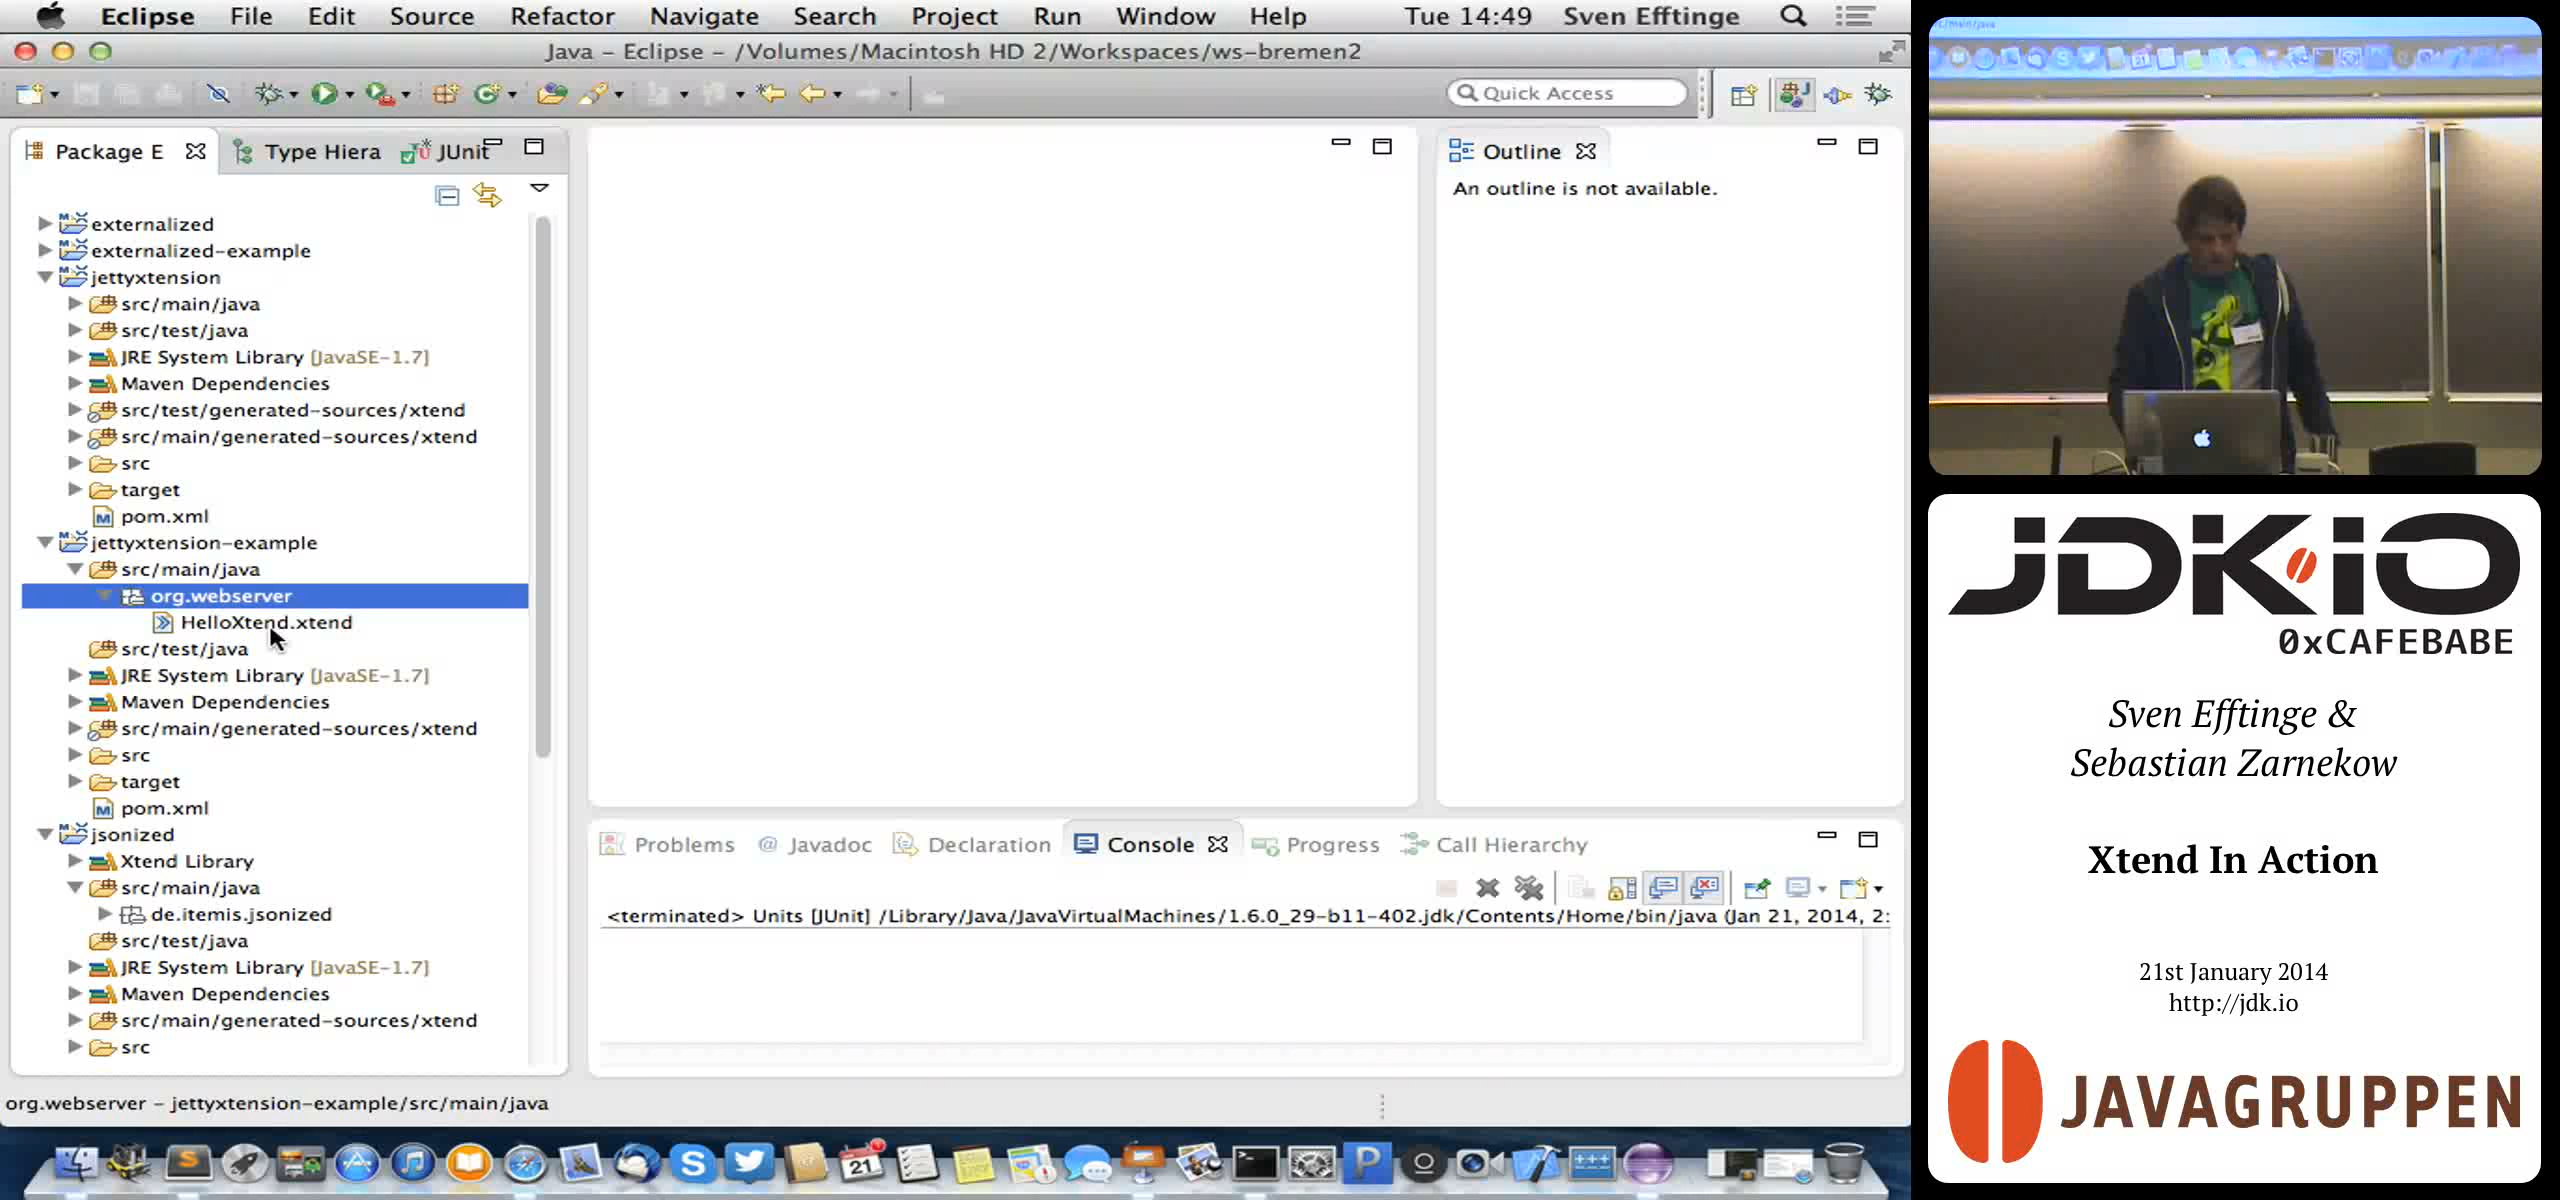 Eclipse File Edit Source Refactor Navigate Search Project Run Window Help Tue 14:49 Sven Efftinge
Java – Eclipse – /Volumes/Macintosh HD 2/Workspaces/ws-bremen2
Quick Access
Package E Type Hiera JUnit
externalized
externalized-example
jettyxtension
src/main/java
src/test/java
JRE System Library [JavaSE-1.7]
Maven Dependencies
src/test/generated-sources/xtend
src/main/generated-sources/xtend
src
target
pom.xml
jettyxtension-example
src/main/java
org.webserver
HelloXtend.xtend
src/test/java
JRE System Library [JavaSE-1.7]
Maven Dependencies
src/main/generated-sources/xtend
src
target
pom.xml
jsonized
Xtend Library
src/main/java
de.itemis.jsonized
src/test/java
JRE System Library [JavaSE-1.7]
Maven Dependencies
src/main/generated-sources/xtend
src
Outline
An outline is not available.
Problems Javadoc Declaration Console Progress Call Hierarchy
<terminated> Units [JUnit] /Library/Java/JavaVirtualMachines/1.6.0_29-b11-402.jdk/Contents/Home/bin/java (Jan 21, 2014, 2:
org.webserver – jettyxtension-example/src/main/java
21
JDK.IO
0xCAFEBABE
Sven Efftinge &
Sebastian Zarnekow
Xtend In Action
21st January 2014
http://jdk.io
JAVAGRUPPEN